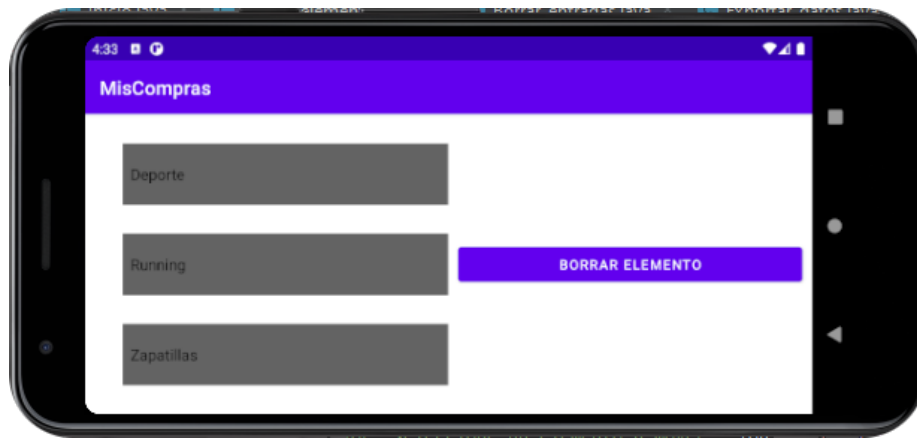 4:33
MisCompras
Deporte
Running
BORRAR ELEMENTO
Zapatillas